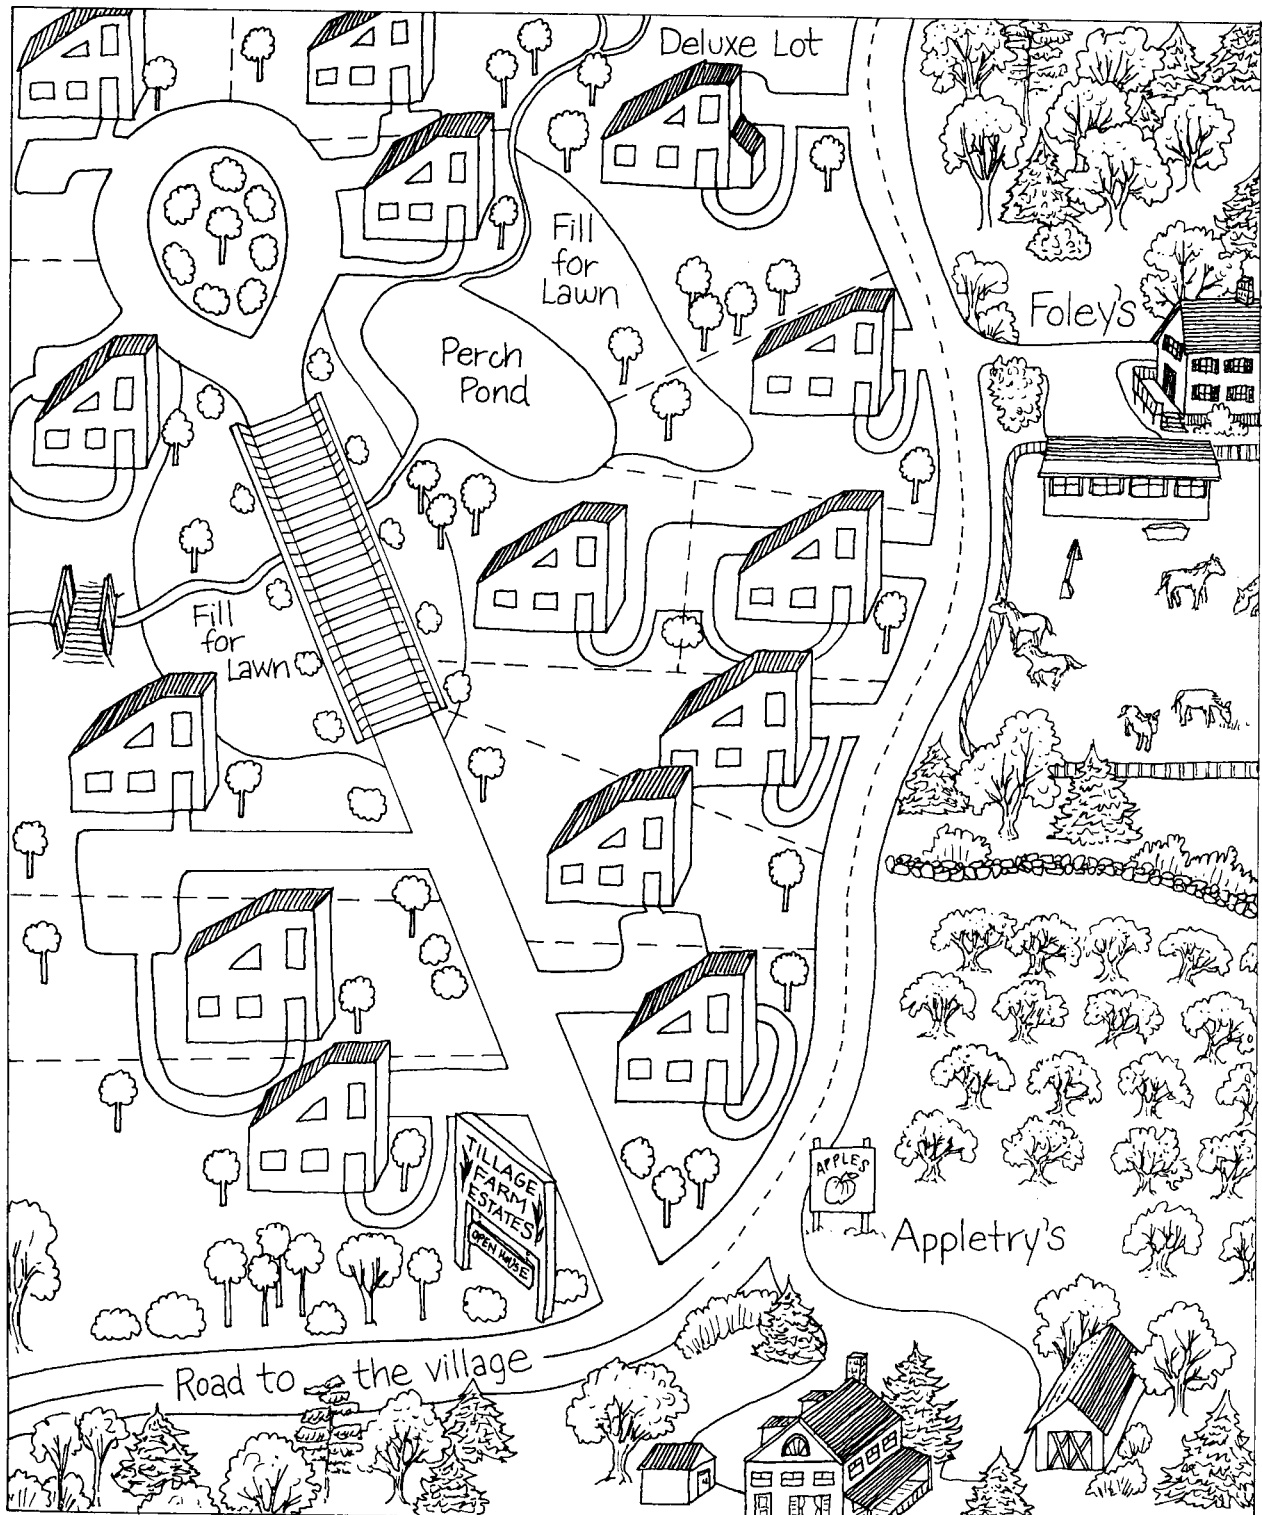 Deluxe Lot
Fill
for
Lawn
Foley's
Perch
Pond
Fill
for
Lawn
TILLAGE
FARM
ESTATES
OPEN HOUSE
APPLES
Appletry's
Road to the village